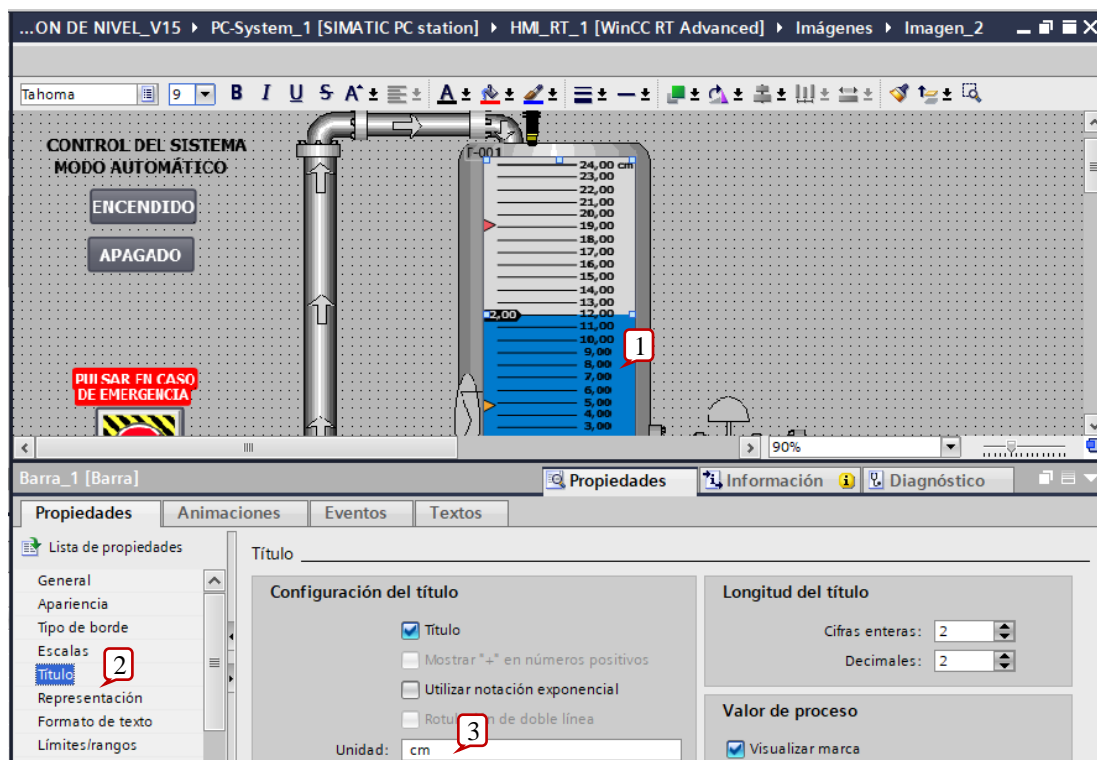 ...ON DE NIVEL_V15 ▸ PC-System_1 [SIMATIC PC station] ▸ HMI_RT_1 [WinCC RT Advanced] ▸ Imágenes ▸ Imagen_2
Tahoma 9 B I U S A A
CONTROL DEL SISTEMA
MODO AUTOMÁTICO
ENCENDIDO
APAGADO
PULSAR EN CASO
DE EMERGENCIA
T-001
24,00 cm
23,00
22,00
21,00
20,00
19,00
18,00
17,00
16,00
15,00
14,00
13,00
2,00 12,00
11,00
10,00
9,00
8,00
7,00
6,00
5,00
4,00
3,00
1
90%
Barra_1 [Barra]
Propiedades Información Diagnóstico
Propiedades Animaciones Eventos Textos
Lista de propiedades
General
Apariencia
Tipo de borde
Escalas
Título
2
Representación
Formato de texto
Límites/rangos
Título
Configuración del título
Título
Mostrar "+" en números positivos
Utilizar notación exponencial
de doble línea
3
Unidad: cm
Longitud del título
Cifras enteras: 2
Decimales: 2
Valor de proceso
Visualizar marca